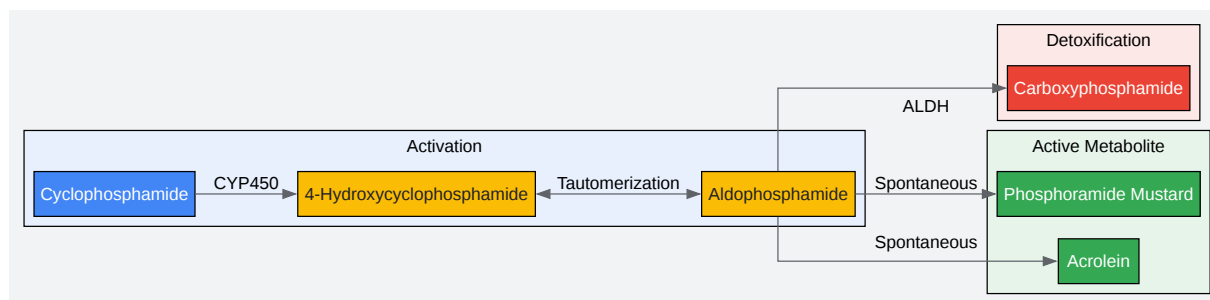 Detoxification
Carboxyphosphamide
ALDH
Activation
Active Metabolite
Cyclophosphamide
CYP450
4-Hydroxycyclophosphamide
Tautomerization
Aldophosphamide
Spontaneous
Phosphoramide Mustard
Spontaneous
Acrolein